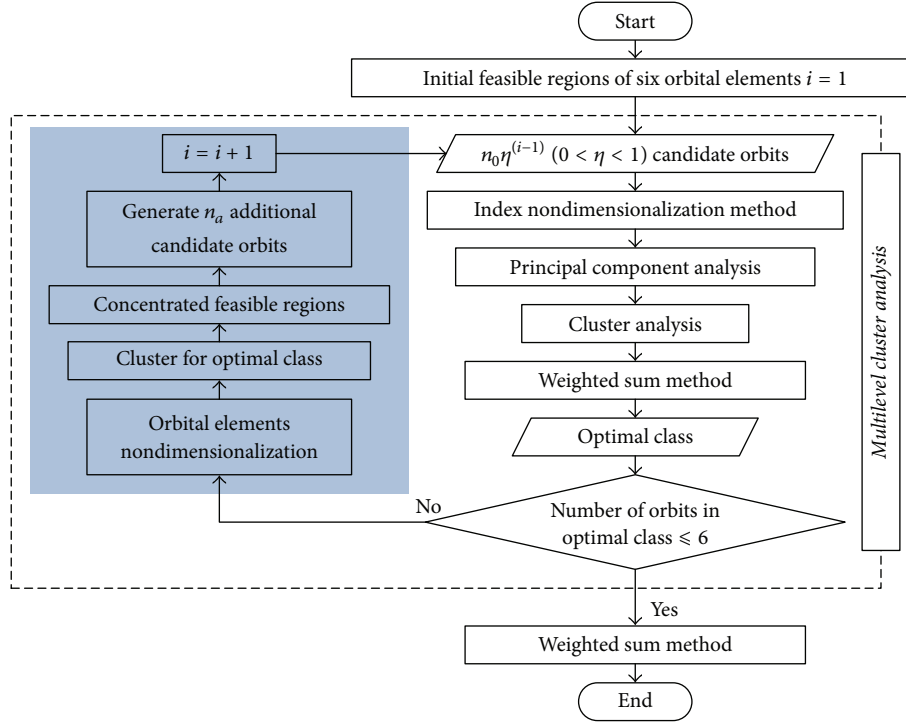 Start
Initial feasible regions of six orbital elements i = 1
i = i + 1
n₀η⁽ⁱ⁻¹⁾ (0 < η < 1) candidate orbits
Generate nₐ additional
candidate orbits
Index nondimensionalization method
Principal component analysis
Concentrated feasible regions
Cluster analysis
Cluster for optimal class
Weighted sum method
Orbital elements
nondimensionalization
Optimal class
Multilevel cluster analysis
No
Number of orbits in
optimal class ⩽ 6
Yes
Weighted sum method
End